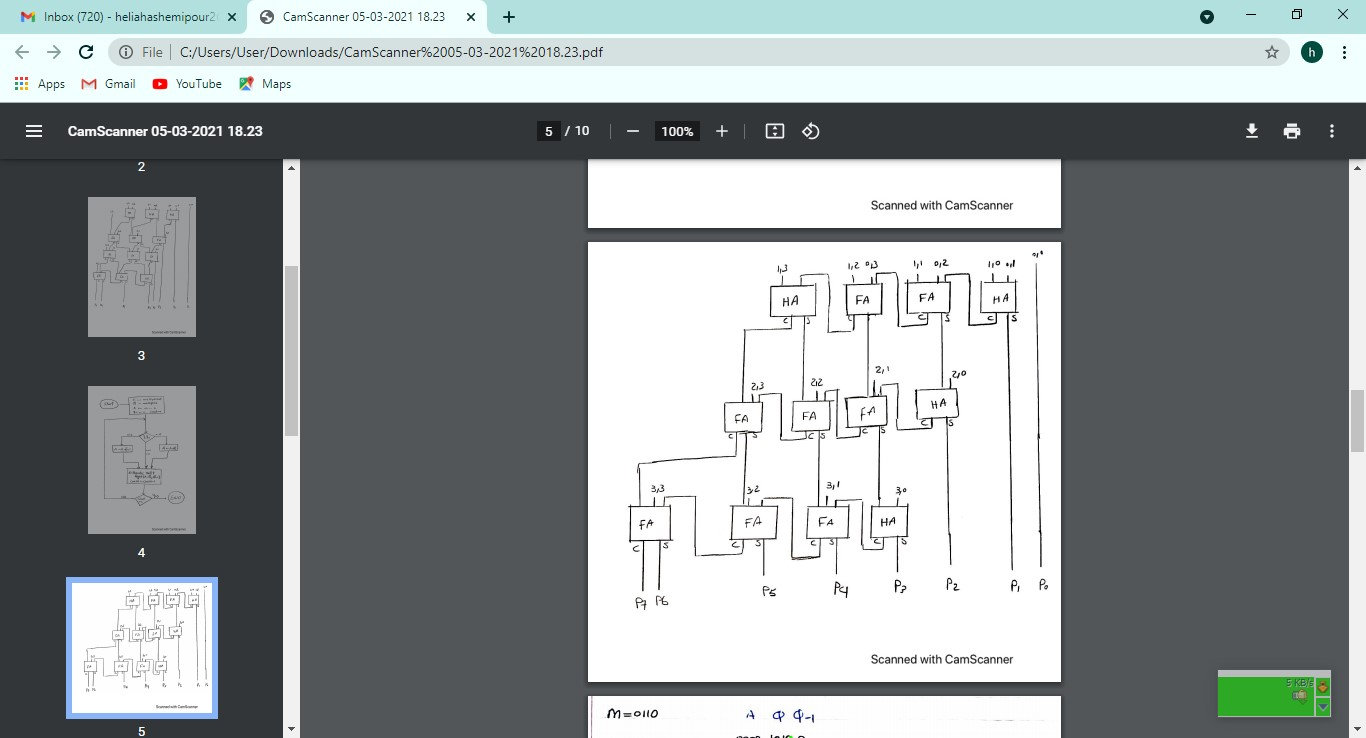 Inbox (720) - heliahashemipour2
CamScanner 05-03-2021 18.23
File C:/Users/User/Downloads/CamScanner%2005-03-2021%2018.23.pdf
h
Apps Gmail YouTube Maps
CamScanner 05-03-2021 18.23
5 / 10
100%
2
3
4
5
Scanned with CamScanner
1,3 1,2 0,3 1,1 0,2 1,0 0,1
HA FA FA HA
C S C C S C S
2,3 2,2 2,1 2,0
FA FA FA HA
C S C S C S C S
3,3 3,2 3,1 3,0
FA FA FA HA
C S C S C S C S
P7 P6 P5 P4 P3 P2 P1 P0
Scanned with CamScanner
M=0110 A Q Q-1
5 KB/s